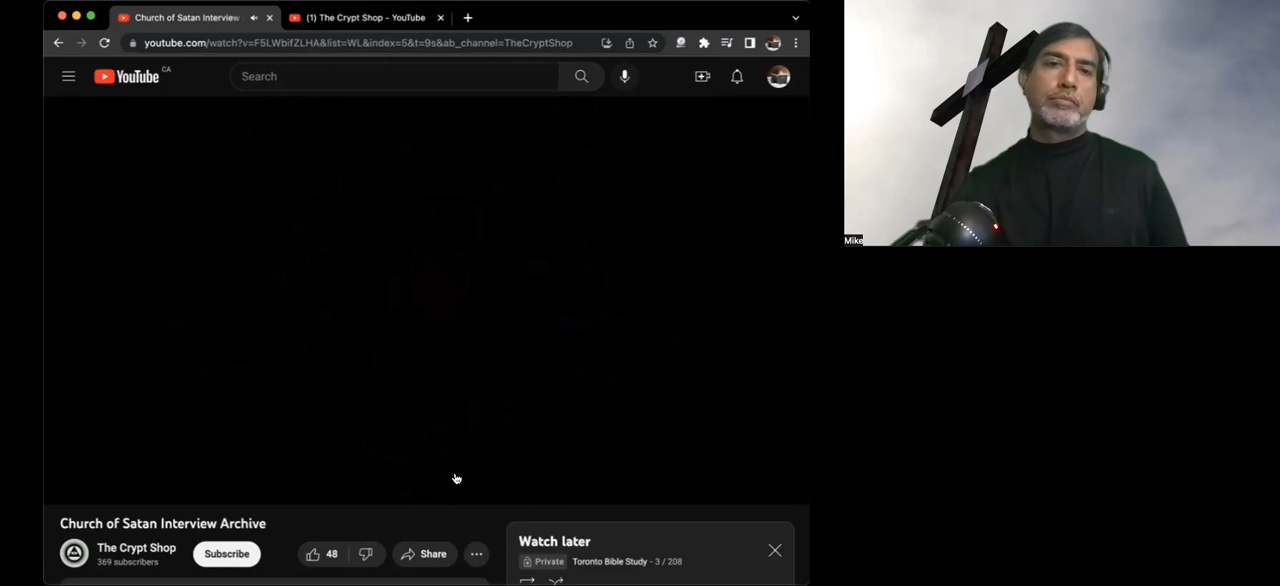 Church of Satan Interview
(1) The Crypt Shop - YouTube
youtube.com/watch?v=F5LWbifZLHA&list=WL&index=5&t=9s&ab_channel=TheCryptShop
YouTube CA
Search
Mike
Church of Satan Interview Archive
The Crypt Shop
369 subscribers
Subscribe
48
Share
Watch later
Private Toronto Bible Study - 3 / 208